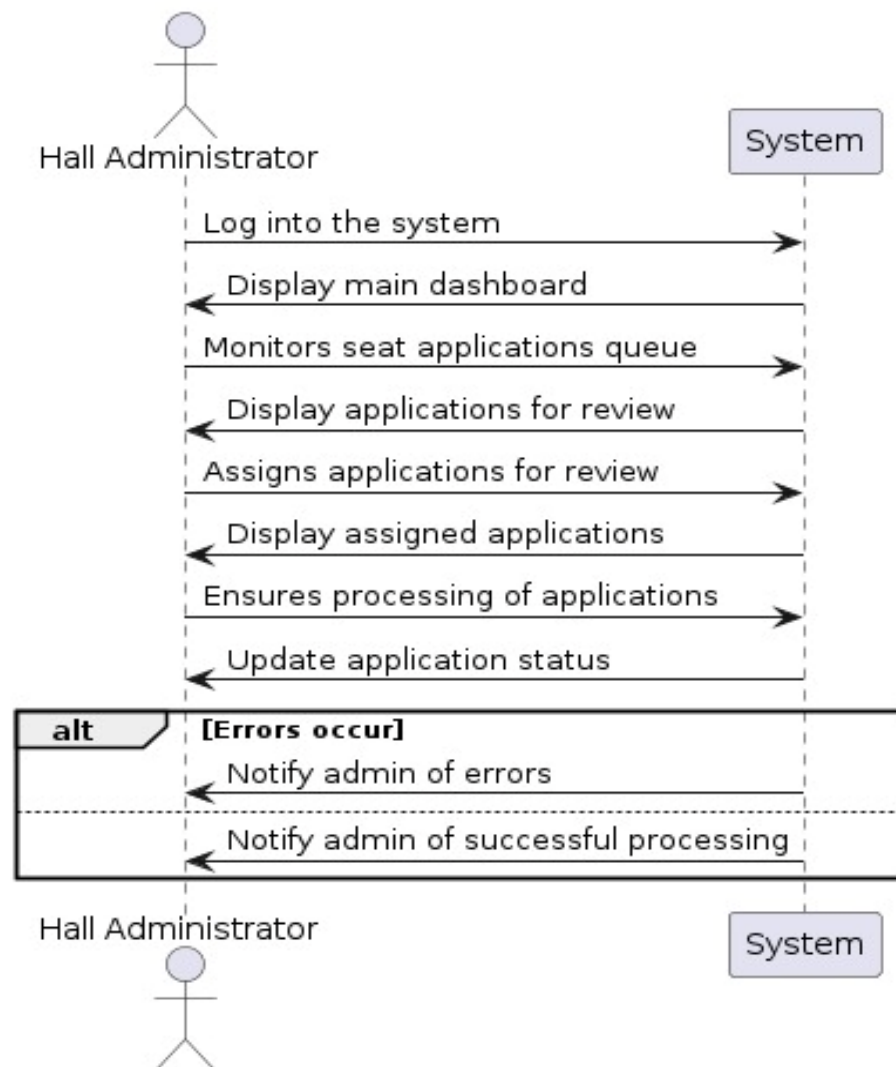 Hall Administrator
System
Log into the system
Display main dashboard
Monitors seat applications queue
Display applications for review
Assigns applications for review
Display assigned applications
Ensures processing of applications
Update application status
alt
[Errors occur]
Notify admin of errors
Notify admin of successful processing
Hall Administrator
System